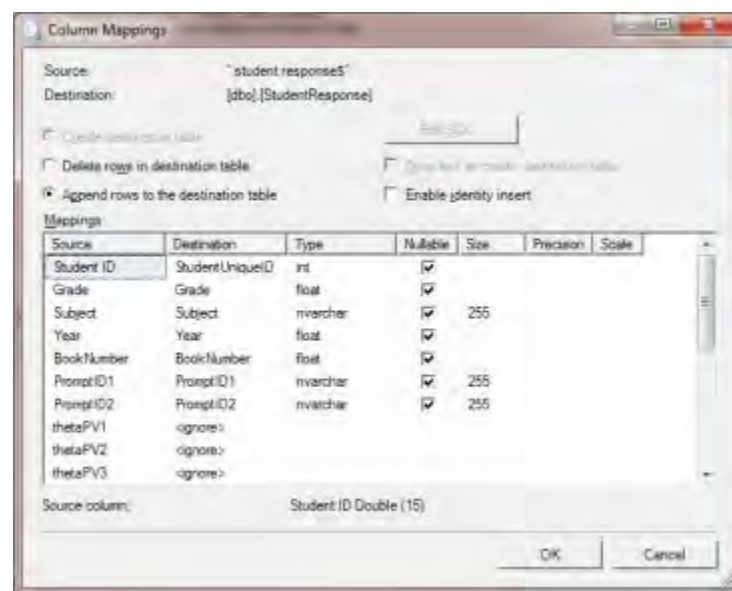 Column Mappings
Source: `student response$`
Destination: [dbo].[StudentResponse]
Delete rows in destination table
Append rows to the destination table Enable identity insert
Mappings:
Source Destination Type Nullable Size Precision Scale
Student ID StudentUniqueID int
Grade Grade float
Subject Subject nvarchar 255
Year Year float
BookNumber BookNumber float
PromptID1 PromptID1 nvarchar 255
PromptID2 PromptID2 nvarchar 255
thetaPV1 <ignore>
thetaPV2 <ignore>
thetaPV3 <ignore>
Source column: Student ID Double (15)
OK Cancel